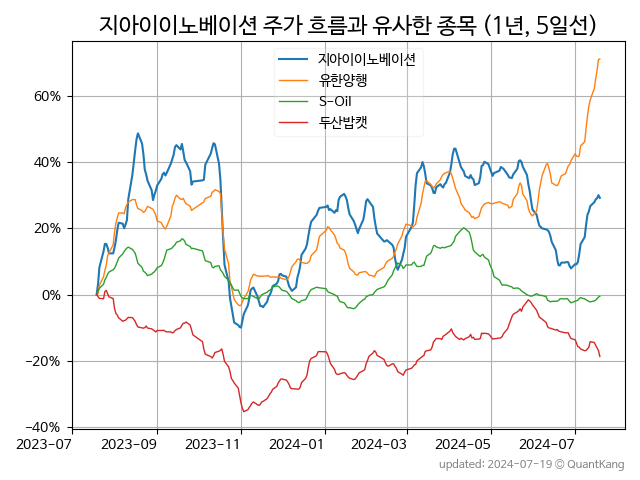 지아이이노베이션 주가 흐름과 유사한 종목 (1년, 5일선)
지아이이노베이션
유한양행
S-Oil
두산밥캣
60%
40%
20%
0%
−20%
−40%
2023-07 2023-09 2023-11 2024-01 2024-03 2024-05 2024-07
updated: 2024-07-19 © QuantKang